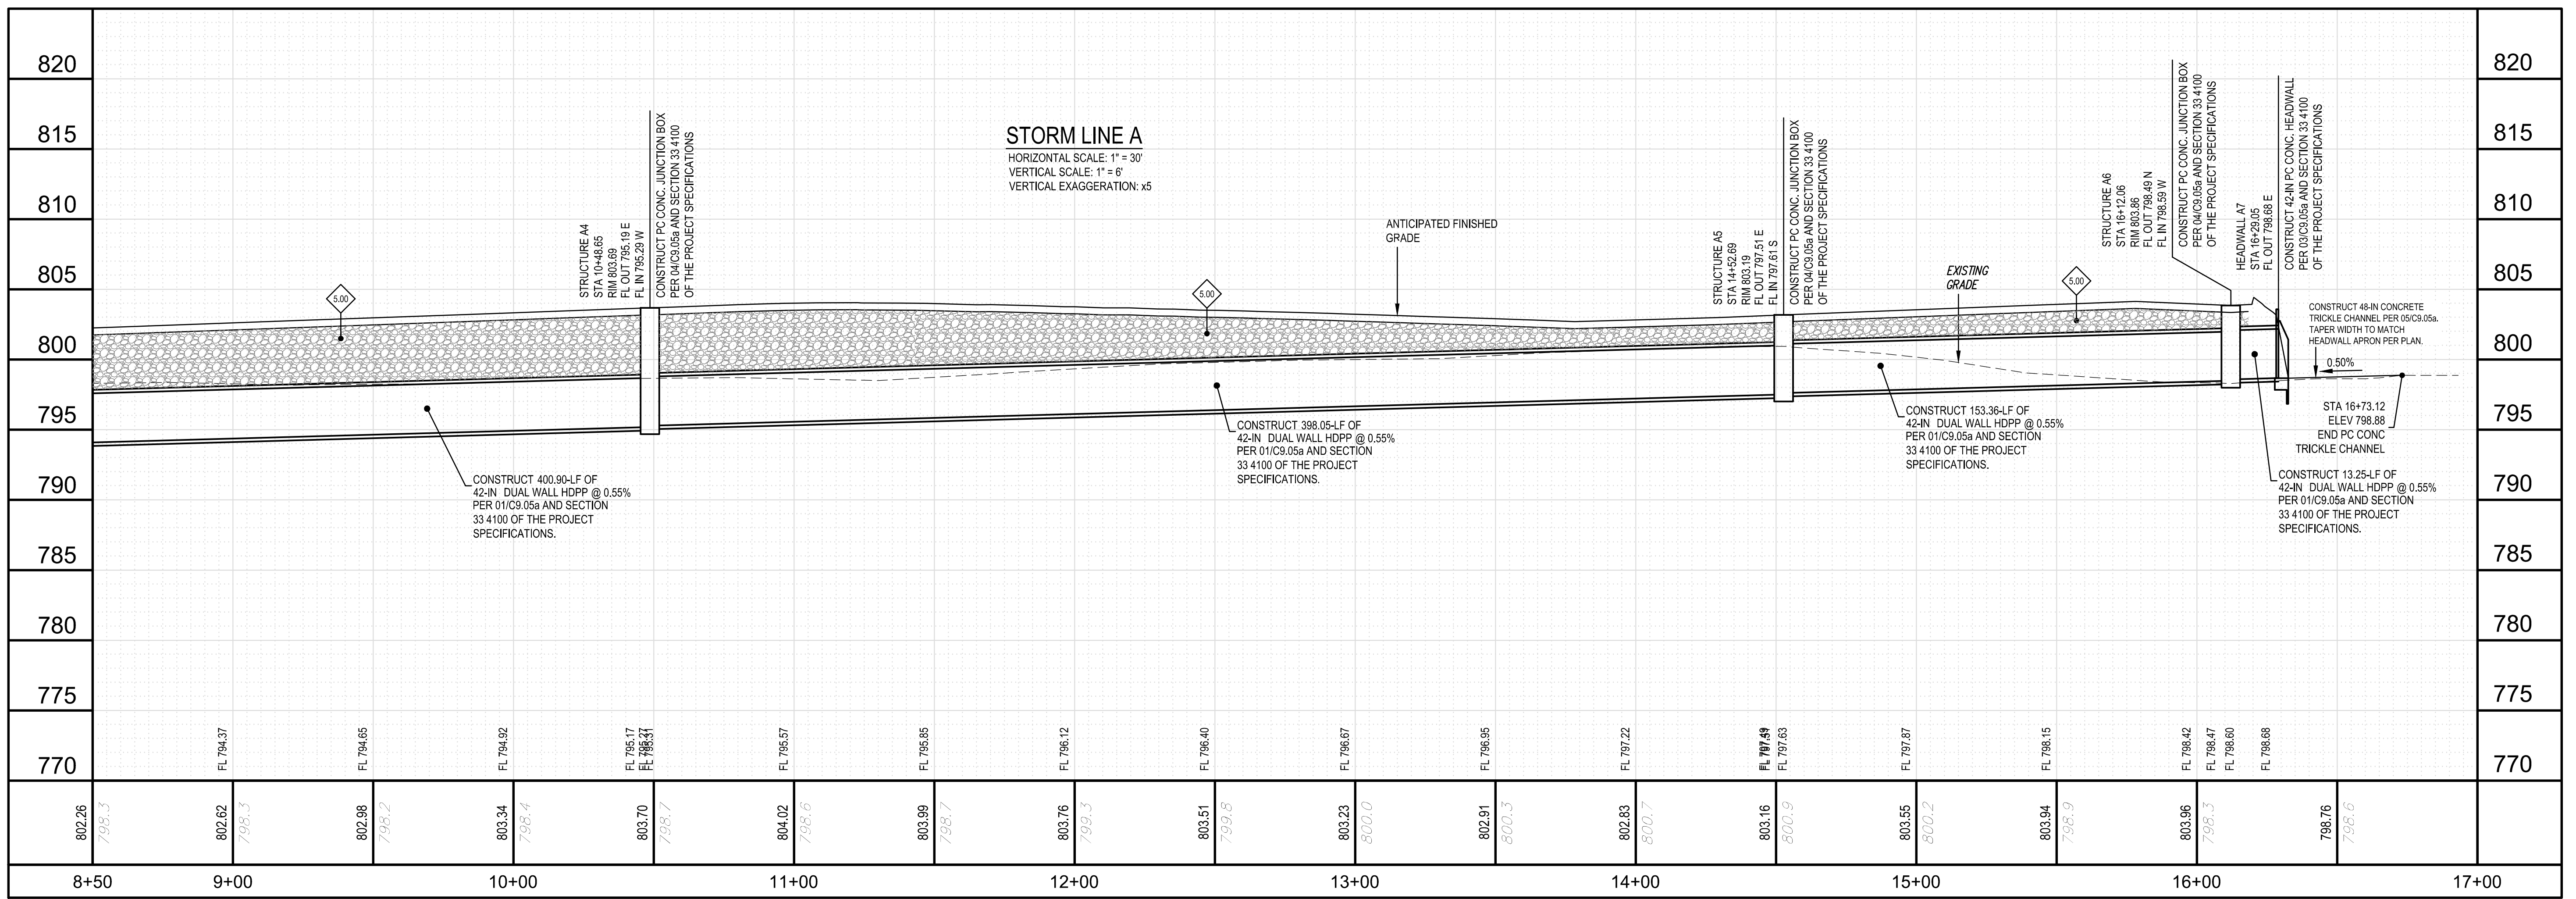 820
815
810
805
800
795
790
785
780
775
770
STORM LINE A
HORIZONTAL SCALE: 1" = 30'
VERTICAL SCALE: 1" = 6'
VERTICAL EXAGGERATION: x5
STRUCTURE A4
STA 10+48.65
RIM 803.69
FL OUT 795.19 E
FL IN 795.29 W
CONSTRUCT PC CONC. JUNCTION BOX
PER 04/C9.05a AND SECTION 33 4100
OF THE PROJECT SPECIFICATIONS
ANTICIPATED FINISHED
GRADE
STRUCTURE A5
STA 14+52.69
RIM 803.19
FL OUT 797.51 E
FL IN 797.61 S
CONSTRUCT PC CONC. JUNCTION BOX
PER 04/C9.05a AND SECTION 33 4100
OF THE PROJECT SPECIFICATIONS
EXISTING
GRADE
STRUCTURE A6
STA 16+12.06
RIM 803.86
FL OUT 798.49 N
FL IN 798.59 W
CONSTRUCT PC CONC. JUNCTION BOX
PER 04/C9.05a AND SECTION 33 4100
OF THE PROJECT SPECIFICATIONS
HEADWALL A7
STA 16+29.05
FL OUT 798.68 E
CONSTRUCT 42-IN PC CONC. HEADWALL
PER 03/C9.05a AND SECTION 33 4100
OF THE PROJECT SPECIFICATIONS
5.00
5.00
5.00
CONSTRUCT 48-IN CONCRETE
TRICKLE CHANNEL PER 05/C9.05a.
TAPER WIDTH TO MATCH
HEADWALL APRON PER PLAN.
0.50%
STA 16+73.12
ELEV 798.88
END PC CONC
TRICKLE CHANNEL
CONSTRUCT 400.90-LF OF
42-IN DUAL WALL HDPP @ 0.55%
PER 01/C9.05a AND SECTION
33 4100 OF THE PROJECT
SPECIFICATIONS.
CONSTRUCT 398.05-LF OF
42-IN DUAL WALL HDPP @ 0.55%
PER 01/C9.05a AND SECTION
33 4100 OF THE PROJECT
SPECIFICATIONS.
CONSTRUCT 153.36-LF OF
42-IN DUAL WALL HDPP @ 0.55%
PER 01/C9.05a AND SECTION
33 4100 OF THE PROJECT
SPECIFICATIONS.
CONSTRUCT 13.25-LF OF
42-IN DUAL WALL HDPP @ 0.55%
PER 01/C9.05a AND SECTION
33 4100 OF THE PROJECT
SPECIFICATIONS.
820
815
810
805
800
795
790
785
780
775
770
FL 794.37
FL 794.65
FL 794.92
FL 795.17
FL 795.57
FL 795.85
FL 796.12
FL 796.40
FL 796.67
FL 796.95
FL 797.22
FL 797.63
FL 797.87
FL 798.15
FL 798.42
FL 798.47
FL 798.60
FL 798.68
802.26
798.3
802.62
798.3
802.98
798.2
803.34
798.4
803.70
798.7
804.02
798.6
803.99
798.7
803.76
799.3
803.51
799.8
803.23
800.0
802.91
800.3
802.83
800.7
803.16
800.9
803.55
800.2
803.94
798.9
803.96
798.3
798.76
798.6
8+50
9+00
10+00
11+00
12+00
13+00
14+00
15+00
16+00
17+00